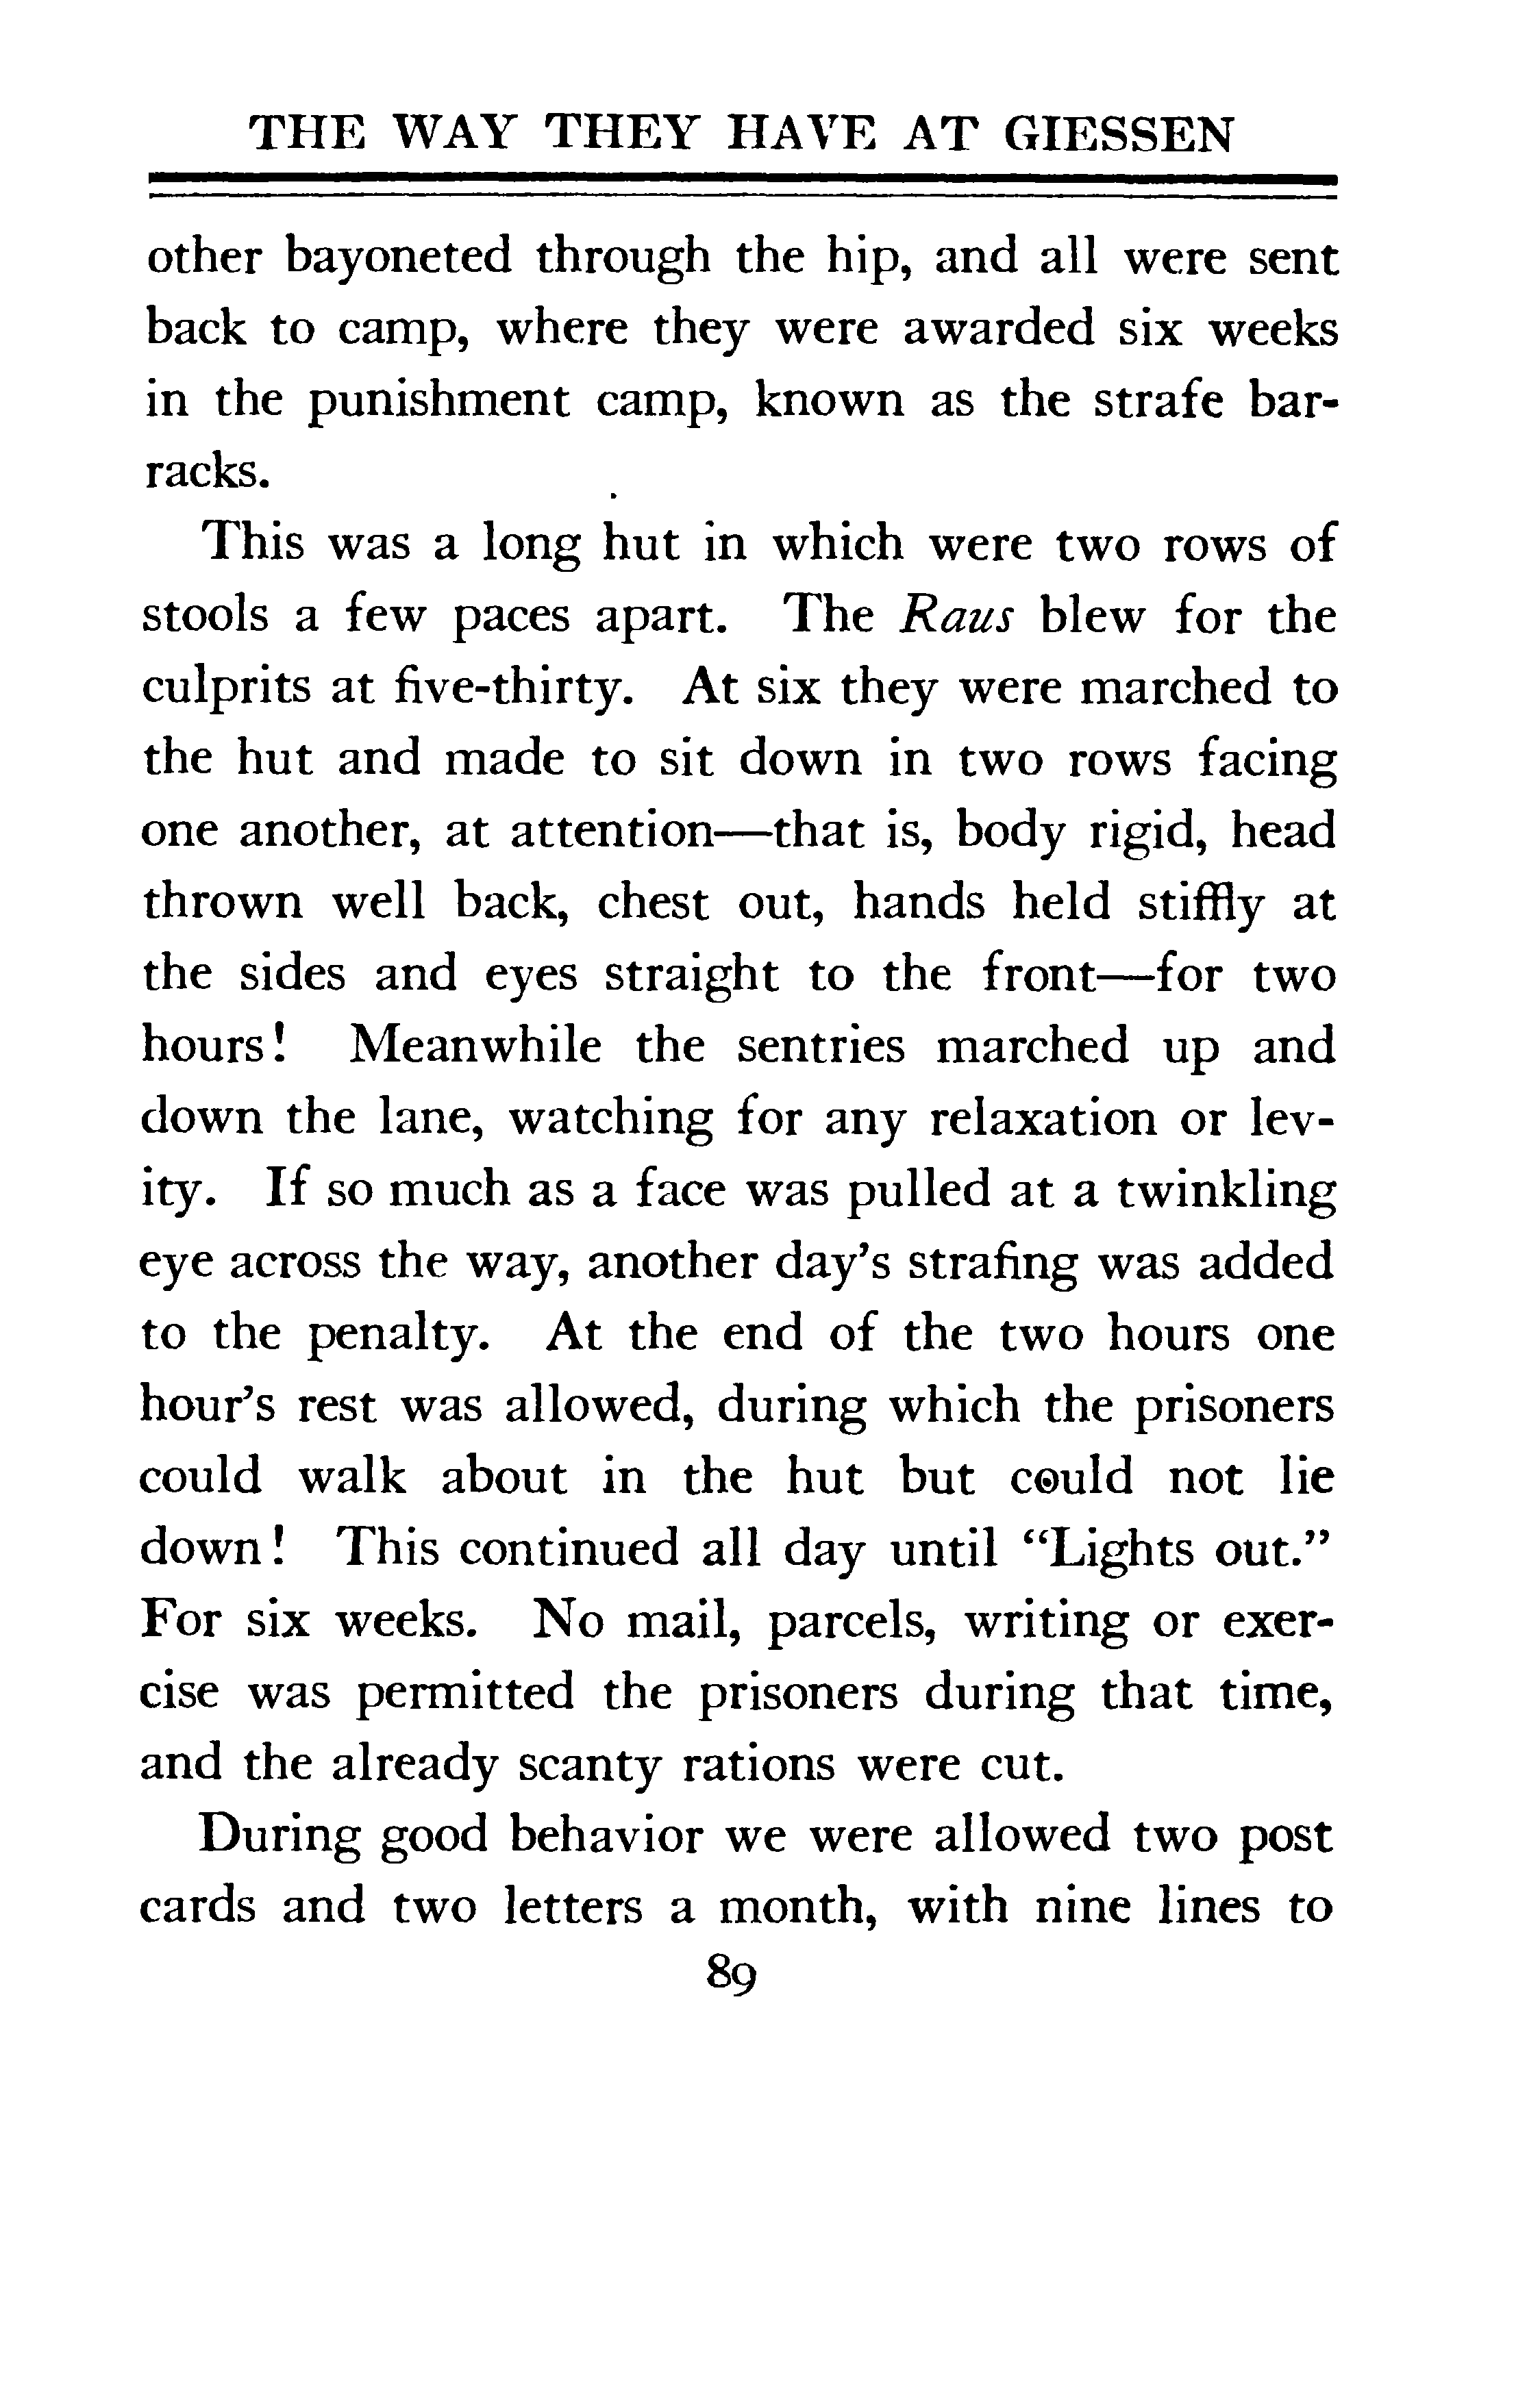 THE WAY THEY HAVE AT GIESSEN
other bayoneted through the hip, and all were sent
back to camp, where they were awarded six weeks
in the punishment camp, known as the strafe bar-
racks.
This was a long hut in which were two rows of
stools a few paces apart. The Raus blew for the
culprits at five-thirty. At six they were marched to
the hut and made to sit down in two rows facing
one another, at attention—that is, body rigid, head
thrown well back, chest out, hands held stiffly at
the sides and eyes straight to the front—for two
hours! Meanwhile the sentries marched up and
down the lane, watching for any relaxation or lev-
ity. If so much as a face was pulled at a twinkling
eye across the way, another day's strafing was added
to the penalty. At the end of the two hours one
hour's rest was allowed, during which the prisoners
could walk about in the hut but could not lie
down! This continued all day until “Lights out.”
For six weeks. No mail, parcels, writing or exer-
cise was permitted the prisoners during that time,
and the already scanty rations were cut.
During good behavior we were allowed two post
cards and two letters a month, with nine lines to
89